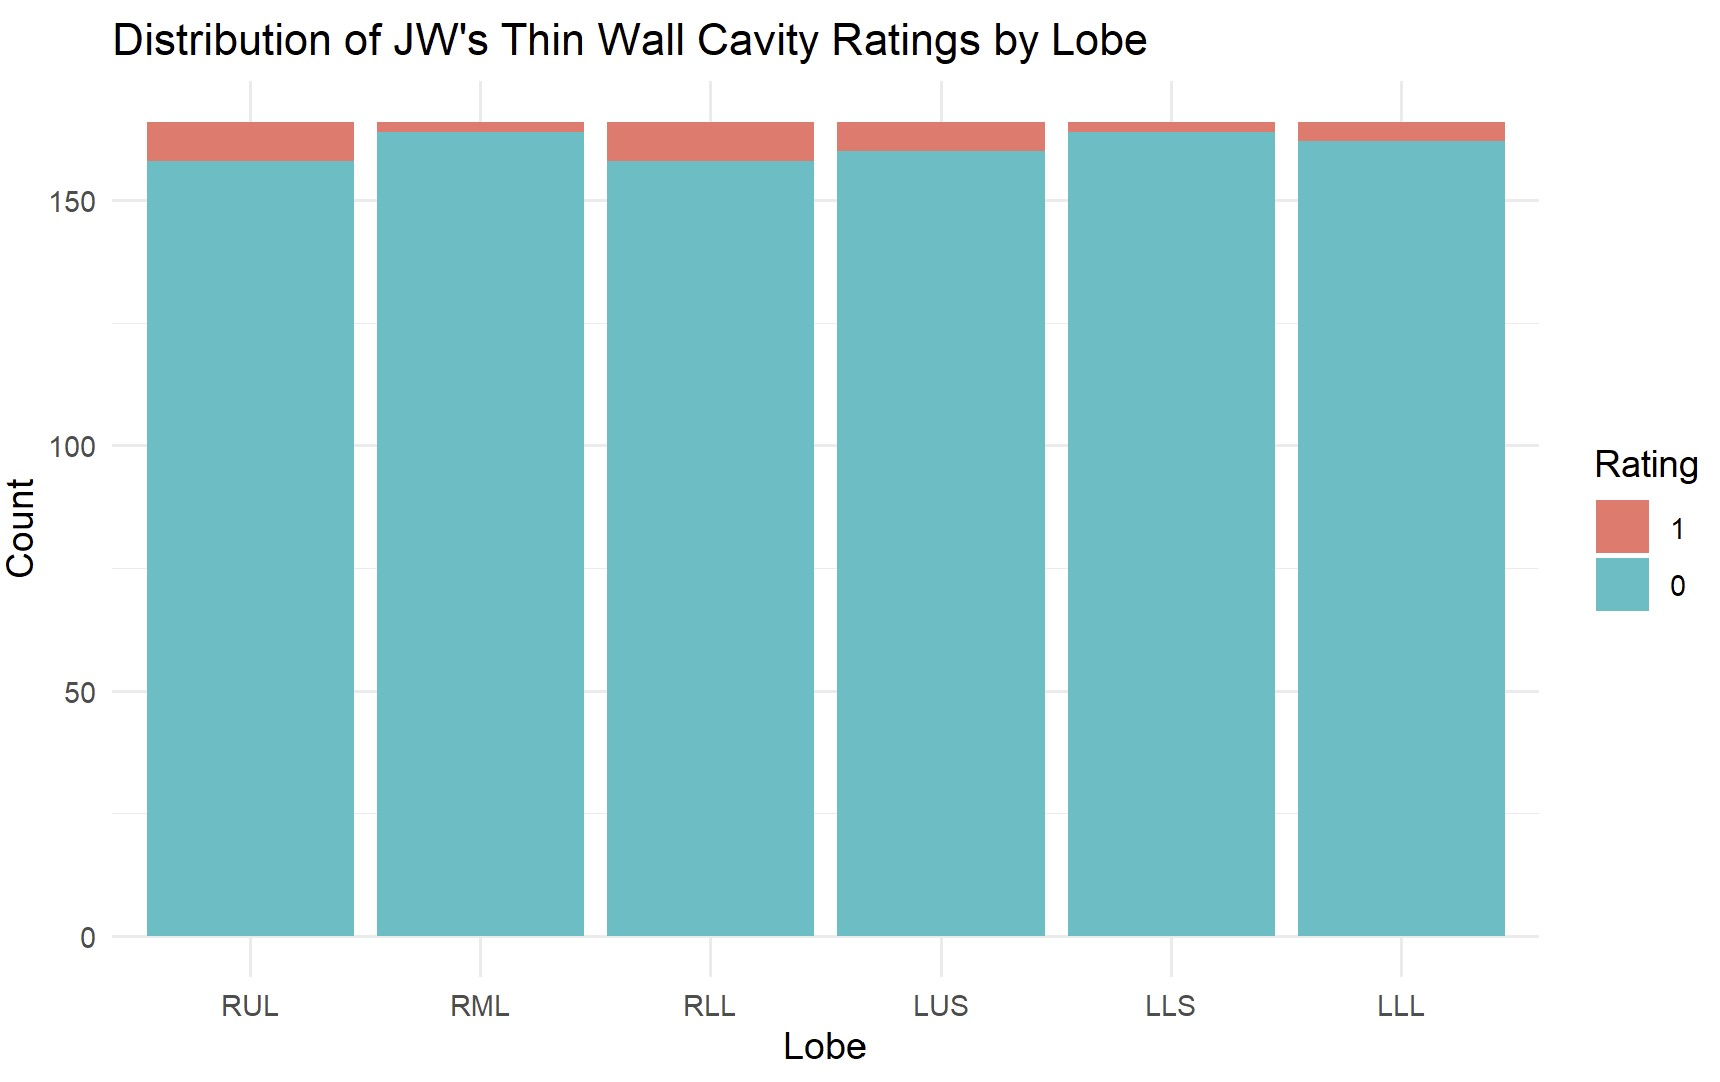 Distribution of JW's Thin Wall Cavity Ratings by Lobe
150
100
50
0
Count
RUL RML RLL LUS LLS LLL
Lobe
Rating
1
0